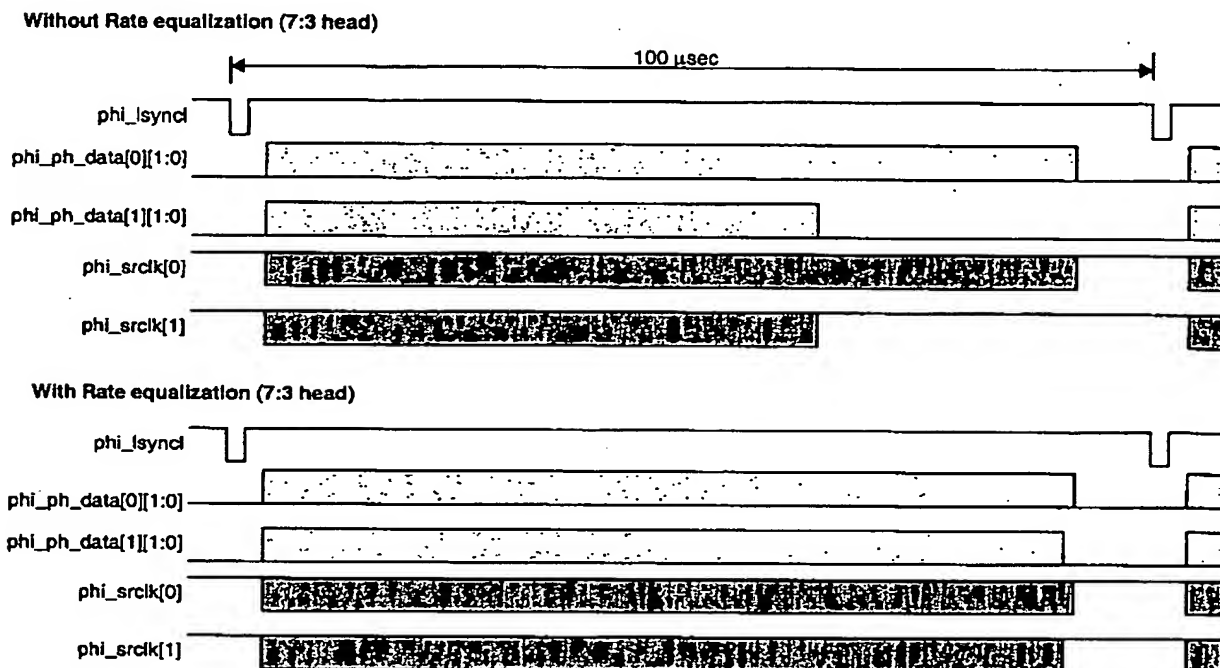 Without Rate equalization (7:3 head)
100 µsec
phi_lsyncl
phi_ph_data[0][1:0]
phi_ph_data[1][1:0]
phi_srclk[0]
phi_srclk[1]
With Rate equalization (7:3 head)
phi_lsyncl
phi_ph_data[0][1:0]
phi_ph_data[1][1:0]
phi_srclk[0]
phi_srclk[1]